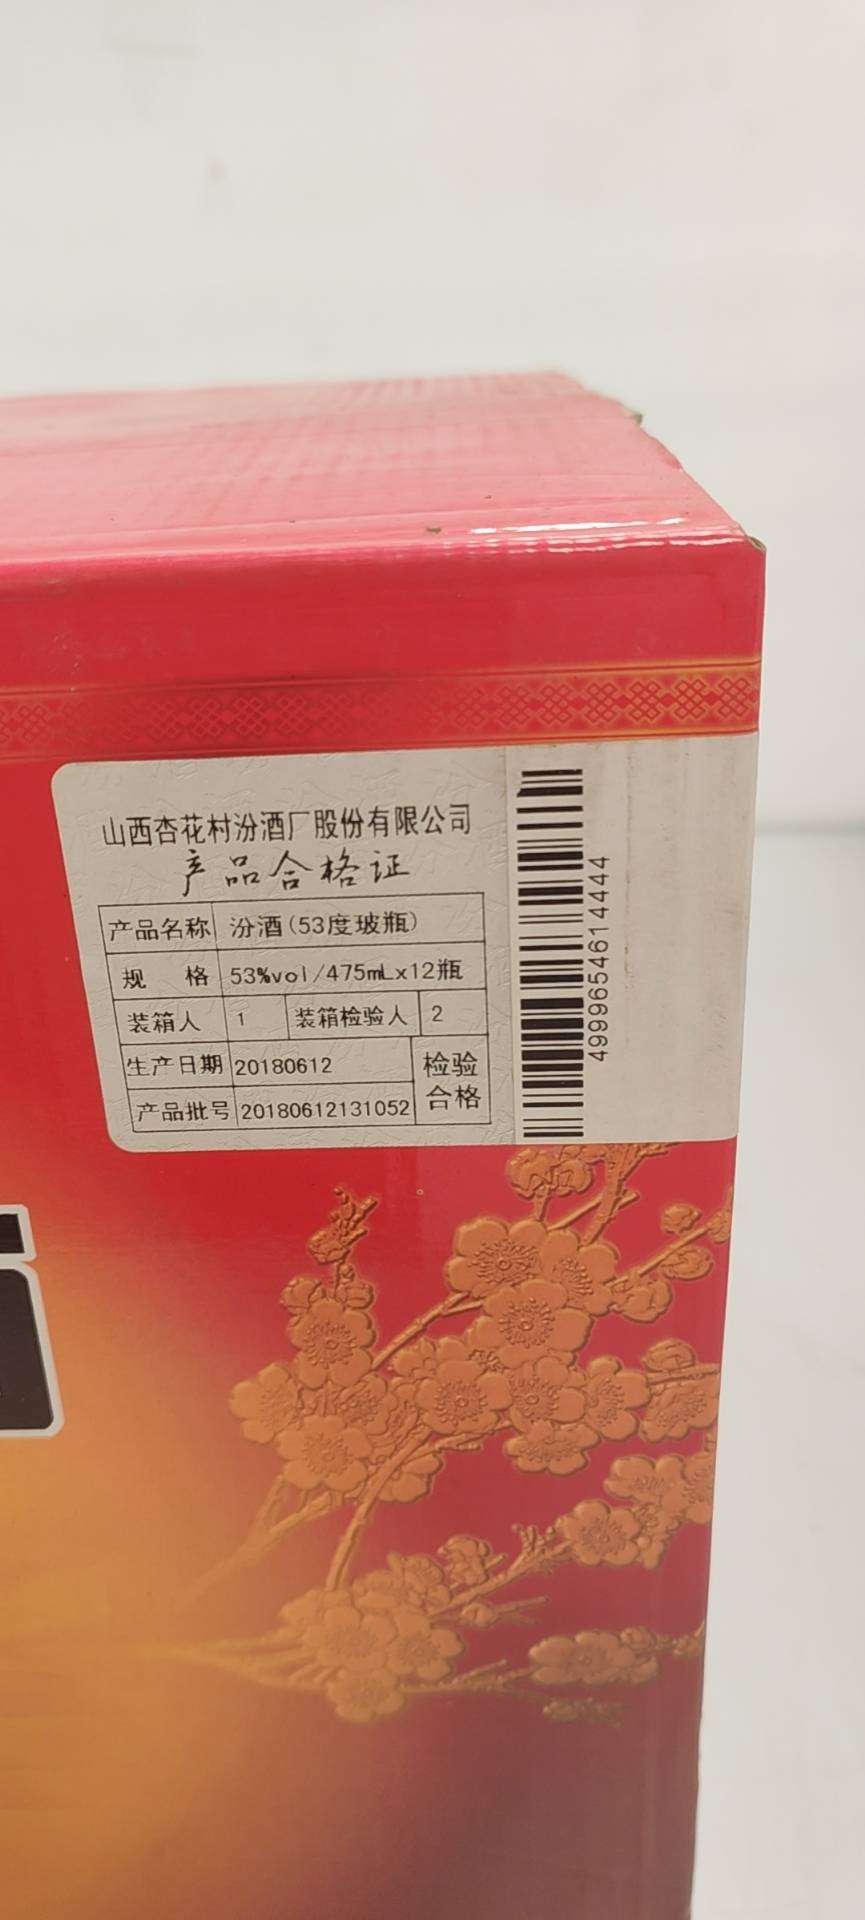 山西杏花村汾酒厂股份有限公司
产品合格证
产品名称 汾酒(53度玻瓶)
规 格 53%vol/475mLx12瓶
装箱人 1 装箱检验人 2
生产日期 20180612 检验
产品批号 20180612131052 合格
4999654614444